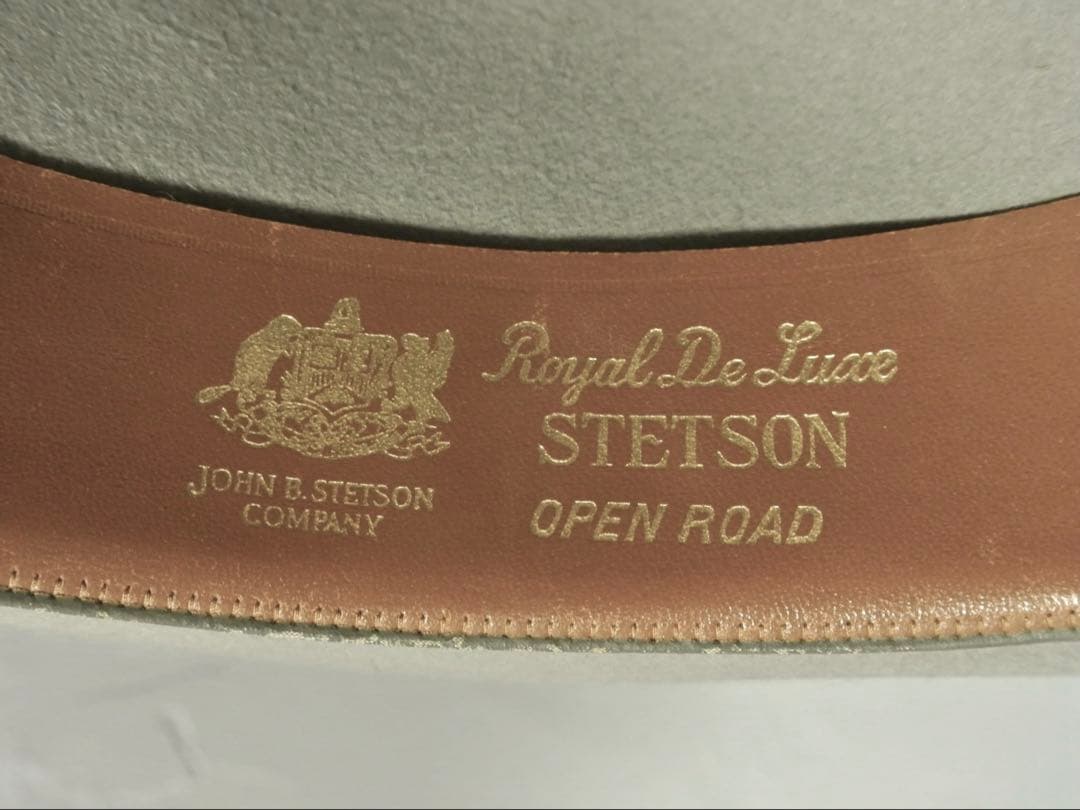 JOHN B. STETSON
COMPANY
Royal De Luxe
STETSON
OPEN ROAD